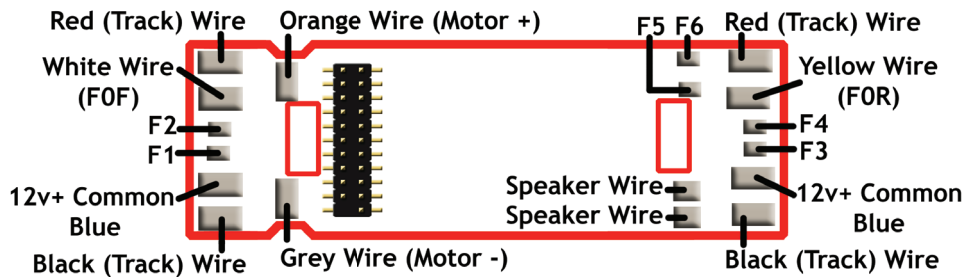 Red (Track) Wire
Orange Wire (Motor +)
F5
F6
Red (Track) Wire
White Wire
(F0F)
Yellow Wire
(F0R)
F2
F1
F4
F3
12v+ Common
Blue
Speaker Wire
Speaker Wire
12v+ Common
Blue
Black (Track) Wire
Grey Wire (Motor -)
Black (Track) Wire